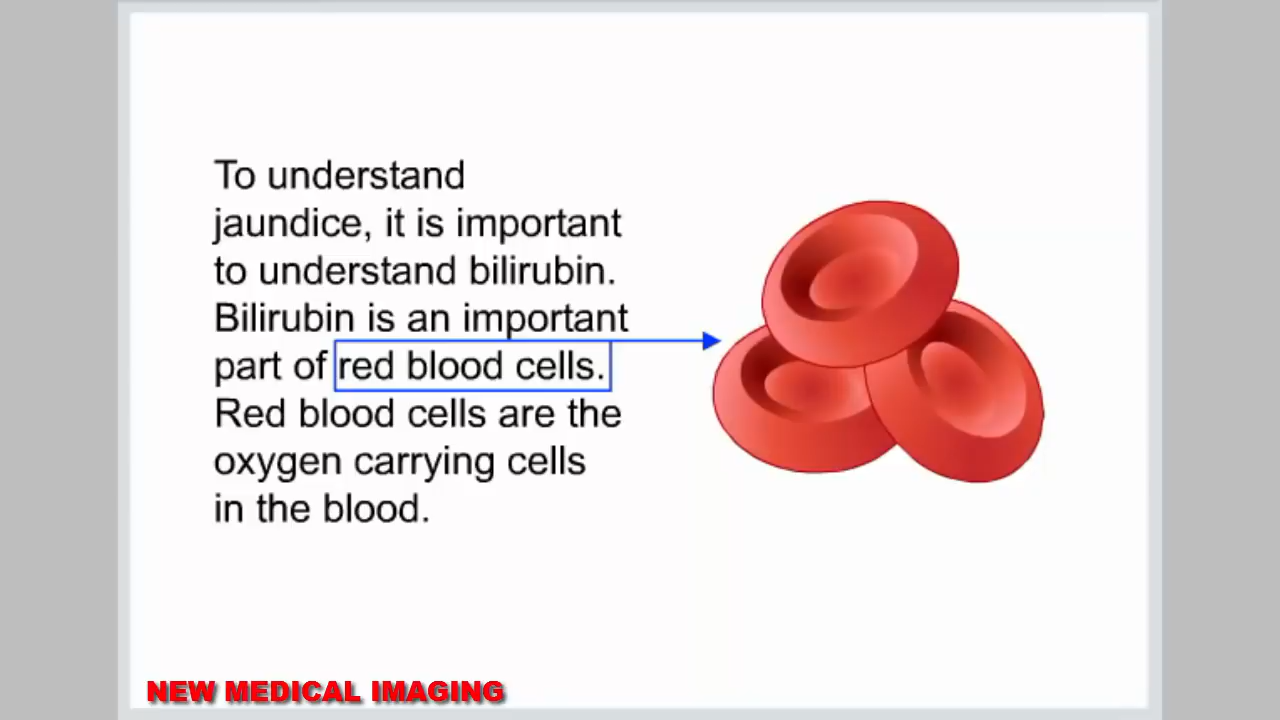 To understand
jaundice, it is important
to understand bilirubin.
Bilirubin is an important
part of red blood cells.
Red blood cells are the
oxygen carrying cells
in the blood.
NEW MEDICAL IMAGING